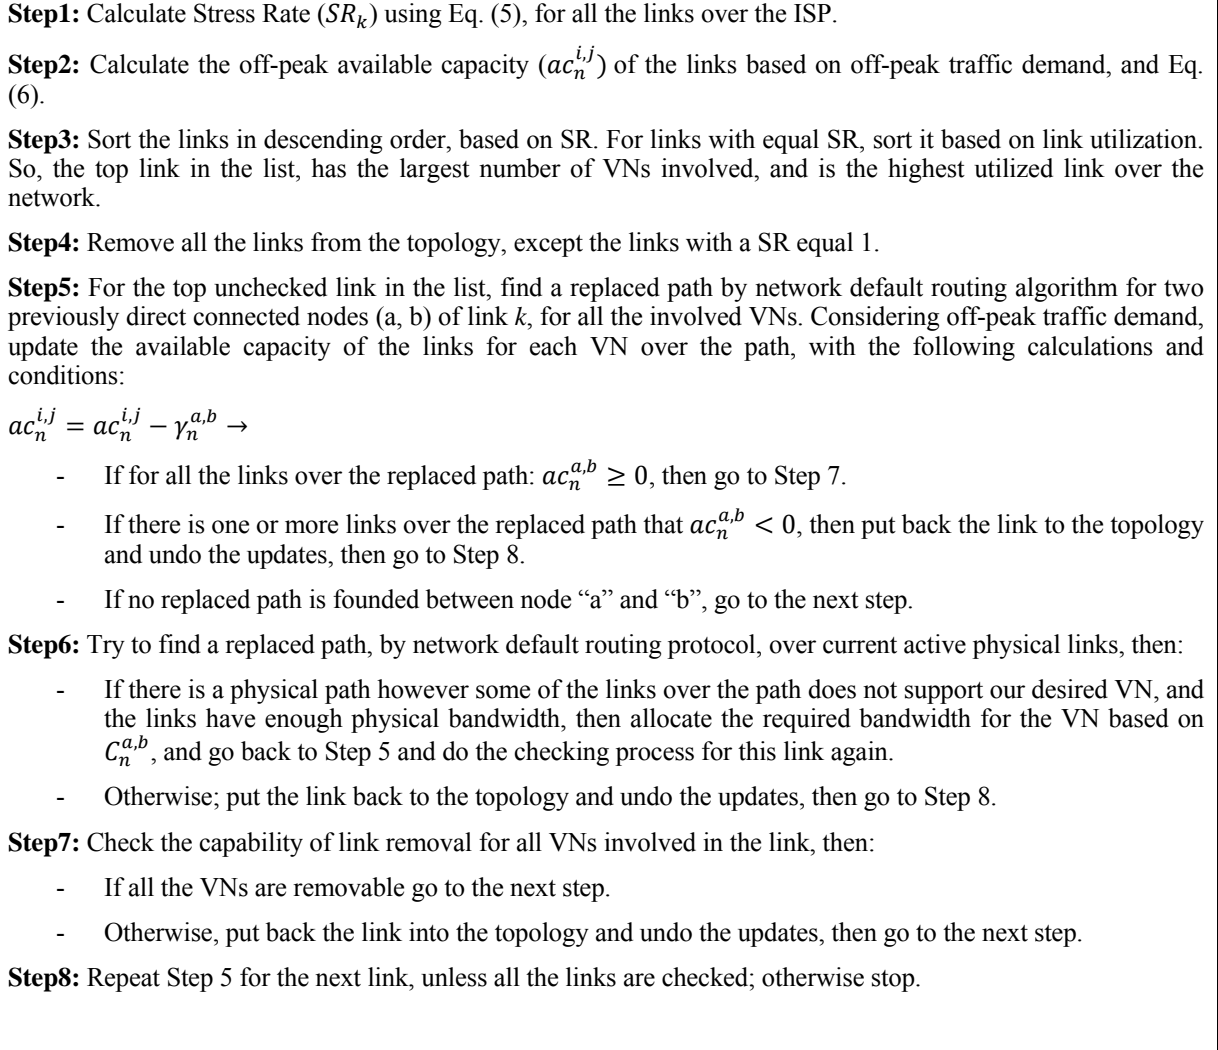 Step1: Calculate Stress Rate (SR_k) using Eq. (5), for all the links over the ISP.
Step2: Calculate the off-peak available capacity (ac_n^{i,j}) of the links based on off-peak traffic demand, and Eq.
(6).
Step3: Sort the links in descending order, based on SR. For links with equal SR, sort it based on link utilization.
So, the top link in the list, has the largest number of VNs involved, and is the highest utilized link over the
network.
Step4: Remove all the links from the topology, except the links with a SR equal 1.
Step5: For the top unchecked link in the list, find a replaced path by network default routing algorithm for two
previously direct connected nodes (a, b) of link k, for all the involved VNs. Considering off-peak traffic demand,
update the available capacity of the links for each VN over the path, with the following calculations and
conditions:
ac_n^{i,j} = ac_n^{i,j} − γ_n^{a,b} →
- If for all the links over the replaced path: ac_n^{a,b} ≥ 0, then go to Step 7.
- If there is one or more links over the replaced path that ac_n^{a,b} < 0, then put back the link to the topology
and undo the updates, then go to Step 8.
- If no replaced path is founded between node “a” and “b”, go to the next step.
Step6: Try to find a replaced path, by network default routing protocol, over current active physical links, then:
- If there is a physical path however some of the links over the path does not support our desired VN, and
the links have enough physical bandwidth, then allocate the required bandwidth for the VN based on
C_n^{a,b}, and go back to Step 5 and do the checking process for this link again.
- Otherwise; put the link back to the topology and undo the updates, then go to Step 8.
Step7: Check the capability of link removal for all VNs involved in the link, then:
- If all the VNs are removable go to the next step.
- Otherwise, put back the link into the topology and undo the updates, then go to the next step.
Step8: Repeat Step 5 for the next link, unless all the links are checked; otherwise stop.